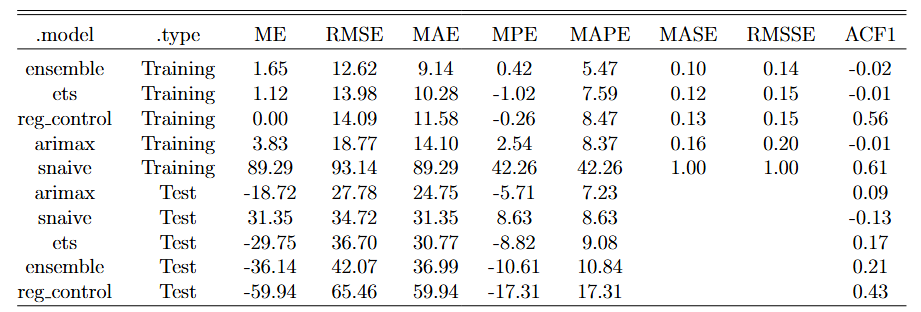 .model .type ME RMSE MAE MPE MAPE MASE RMSSE ACF1
ensemble Training 1.65 12.62 9.14 0.42 5.47 0.10 0.14 -0.02
ets Training 1.12 13.98 10.28 -1.02 7.59 0.12 0.15 -0.01
reg_control Training 0.00 14.09 11.58 -0.26 8.47 0.13 0.15 0.56
arimax Training 3.83 18.77 14.10 2.54 8.37 0.16 0.20 -0.01
snaive Training 89.29 93.14 89.29 42.26 42.26 1.00 1.00 0.61
arimax Test -18.72 27.78 24.75 -5.71 7.23 0.09
snaive Test 31.35 34.72 31.35 8.63 8.63 -0.13
ets Test -29.75 36.70 30.77 -8.82 9.08 0.17
ensemble Test -36.14 42.07 36.99 -10.61 10.84 0.21
reg_control Test -59.94 65.46 59.94 -17.31 17.31 0.43